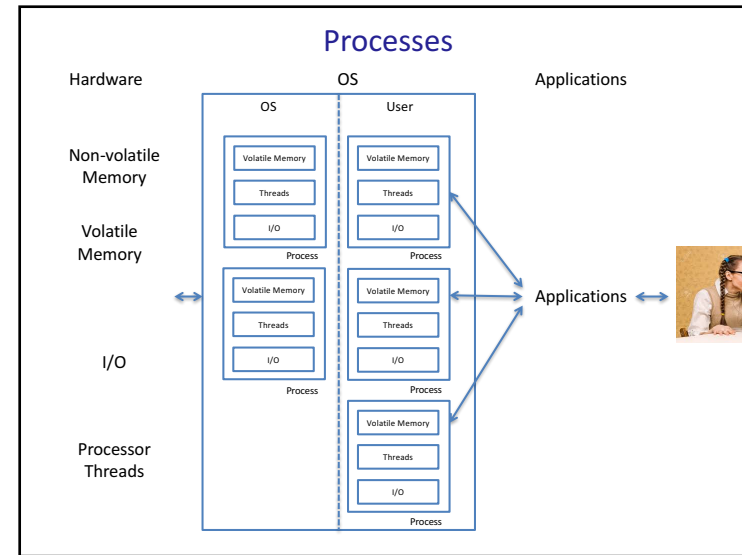 Processes
Hardware
OS
Applications
OS
User
Non-volatile
Memory
Volatile
Memory
I/O
Processor
Threads
Volatile Memory
Threads
I/O
Process
Volatile Memory
Threads
I/O
Process
Volatile Memory
Threads
I/O
Process
Volatile Memory
Threads
I/O
Process
Volatile Memory
Threads
I/O
Process
Applications